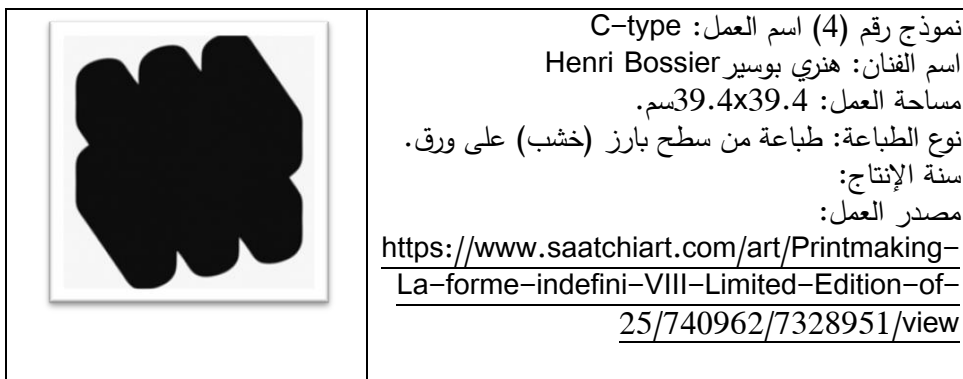 نموذج رقم (4) اسم العمل: C-type
اسم الفنان: هنري بوسير Henri Bossier
مساحة العمل: 39.4x39.4سم.
نوع الطباعة: طباعة من سطح بارز (خشب) على ورق.
سنة الإنتاج:
مصدر العمل:
https://www.saatchiart.com/art/Printmaking-
La-forme-indefini-VIII-Limited-Edition-of-
25/740962/7328951/view